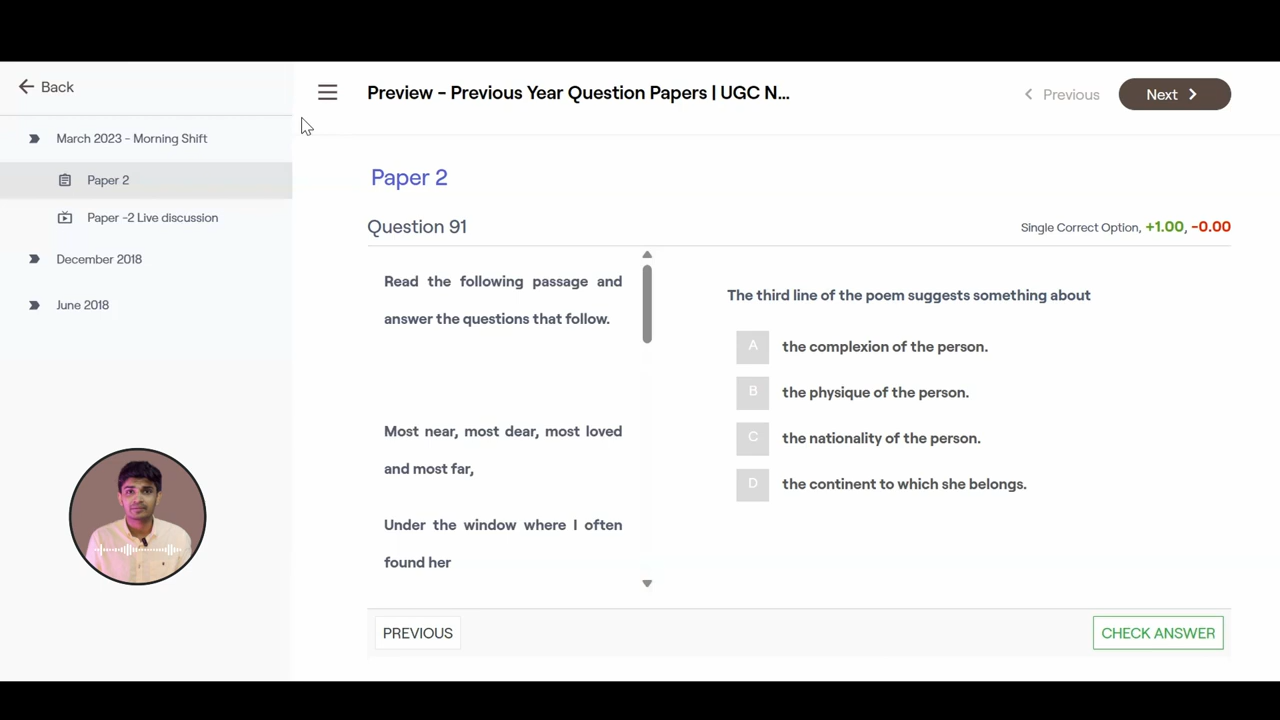 Back
March 2023 - Morning Shift
Paper 2
Paper -2 Live discussion
December 2018
June 2018
Preview - Previous Year Question Papers | UGC N...
Previous
Next
Paper 2
Question 91
Single Correct Option, +1.00, -0.00
Read the following passage and
answer the questions that follow.
Most near, most dear, most loved
and most far,
Under the window where I often
found her
The third line of the poem suggests something about
A the complexion of the person.
B the physique of the person.
C the nationality of the person.
D the continent to which she belongs.
PREVIOUS
CHECK ANSWER